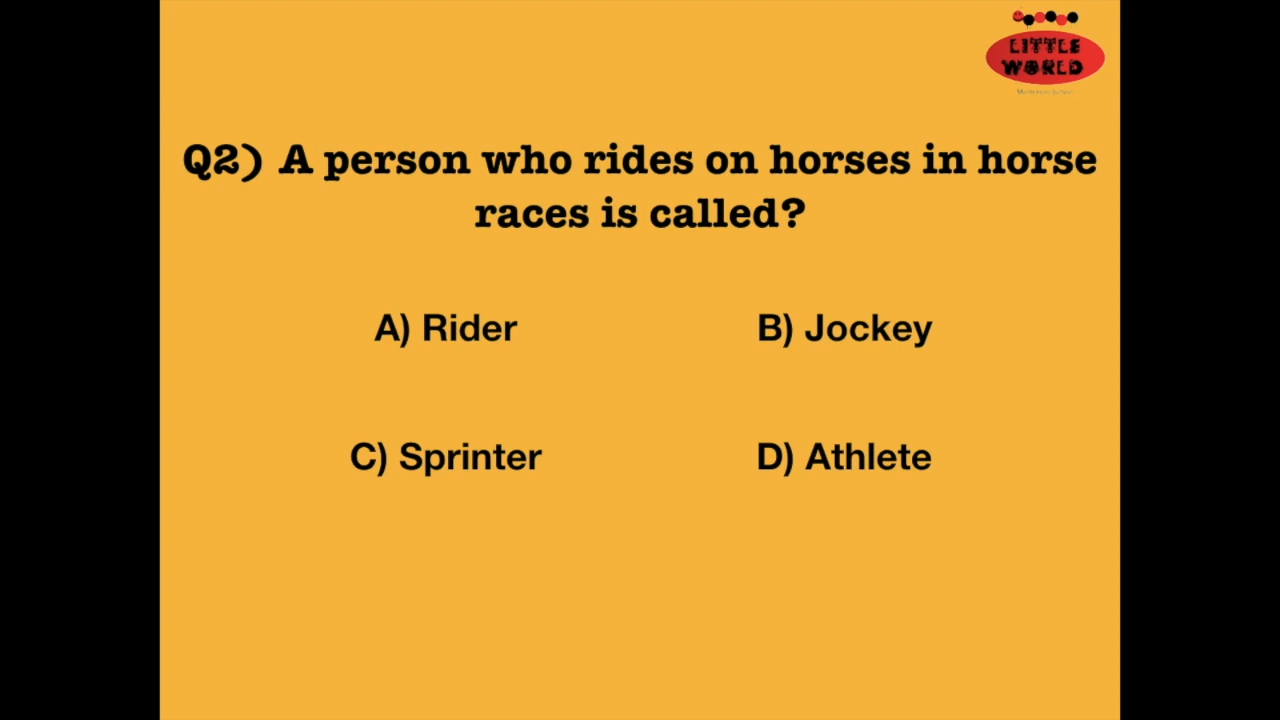 LITTLE
WORLD
Q2) A person who rides on horses in horse
races is called?
A) Rider
B) Jockey
C) Sprinter
D) Athlete